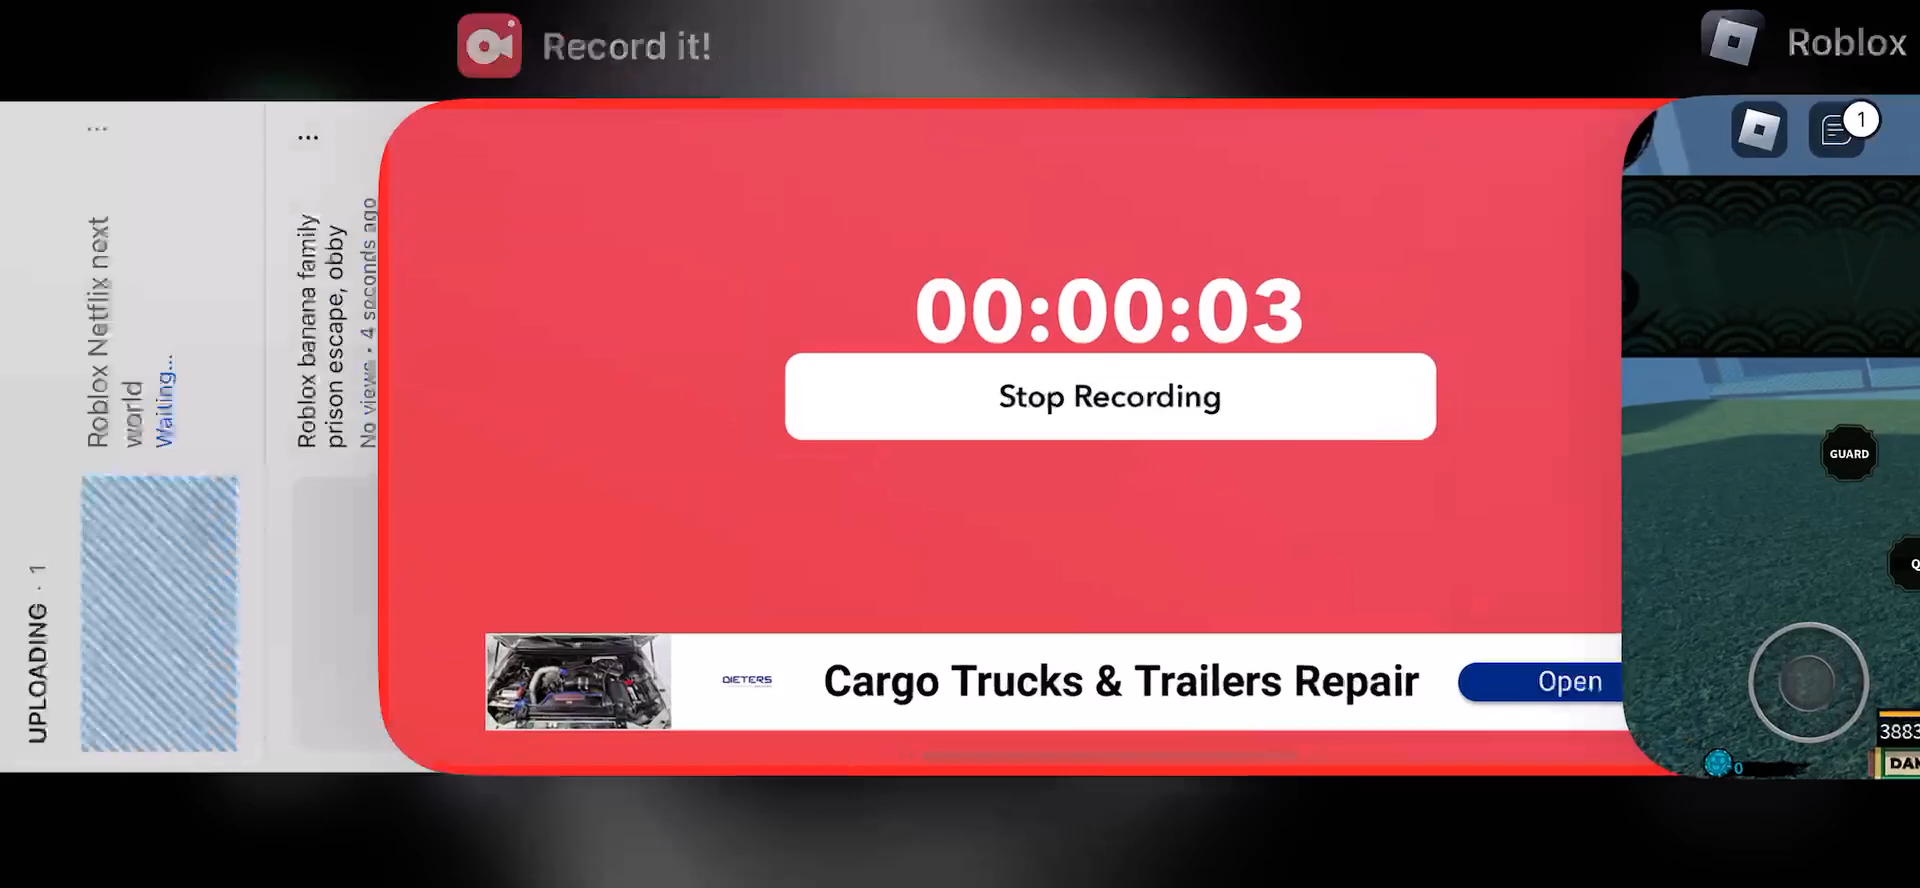 Record it!
Roblox
UPLOADING · 1
Roblox Netflix next
world
Waiting...
Roblox banana family
prison escape, obby
No views · 4 seconds ago
00:00:03
Stop Recording
DIETERS
Cargo Trucks & Trailers Repair
Open
1
GUARD
Q
3883
DAM
0